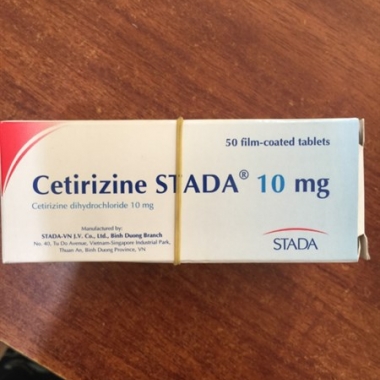 50 film-coated tablets
Cetirizine STADA® 10 mg
Cetirizine dihydrochloride 10 mg
Manufactured by:
STADA-VN J.V. Co., Ltd., Binh Duong Branch
No. 40, Tu Do Avenue, Vietnam-Singapore Industrial Park,
Thuan An, Binh Duong Province, VN
STADA